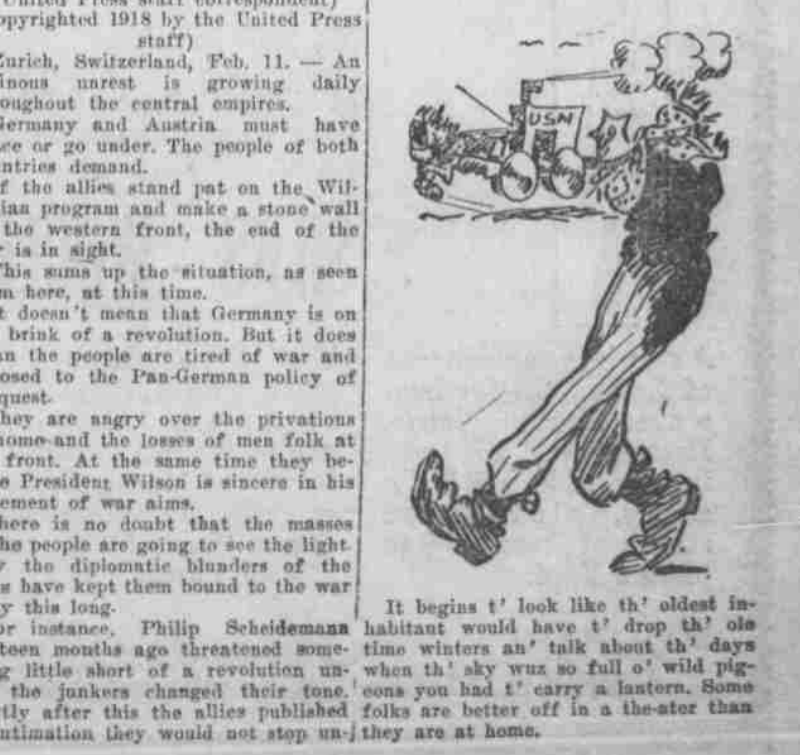 United Press staff correspondent)
opyrighted 1918 by the United Press
staff)
Zurich, Switzerland, Feb. 11. — An
inous unrest is growing daily
oughout the central empires.
Germany and Austria must have
ce or go under. The people of both
ntries demand.
f the allies stand pat on the Wil-
ian program and make a stone wall
the western front, the end of the
r is in sight.
This sums up the situation, as seen
m here, at this time.
t doesn't mean that Germany is on
brink of a revolution. But it does
an the people are tired of war and
osed to the Pan-German policy of
quest.
hey are angry over the privations
home and the losses of men folk at
front. At the same time they be-
e President Wilson is sincere in his
ement of war aims.
here is no doubt that the masses
he people are going to see the light.
y the diplomatic blunders of the
s have kept them bound to the war
y this long.
or instance, Philip Scheidemann
teen months ago threatened some-
g little short of a revolution un-
the junkers changed their tone.
tly after this the allies published
ntimation they would not stop un-
USN
It begins t' look like th' oldest in-
habitant would have t' drop th' ole
time winters an' talk about th' days
when th' sky wuz so full o' wild pig-
eons you had t' carry a lantern. Some
folks are better off in a the-ater than
they are at home.